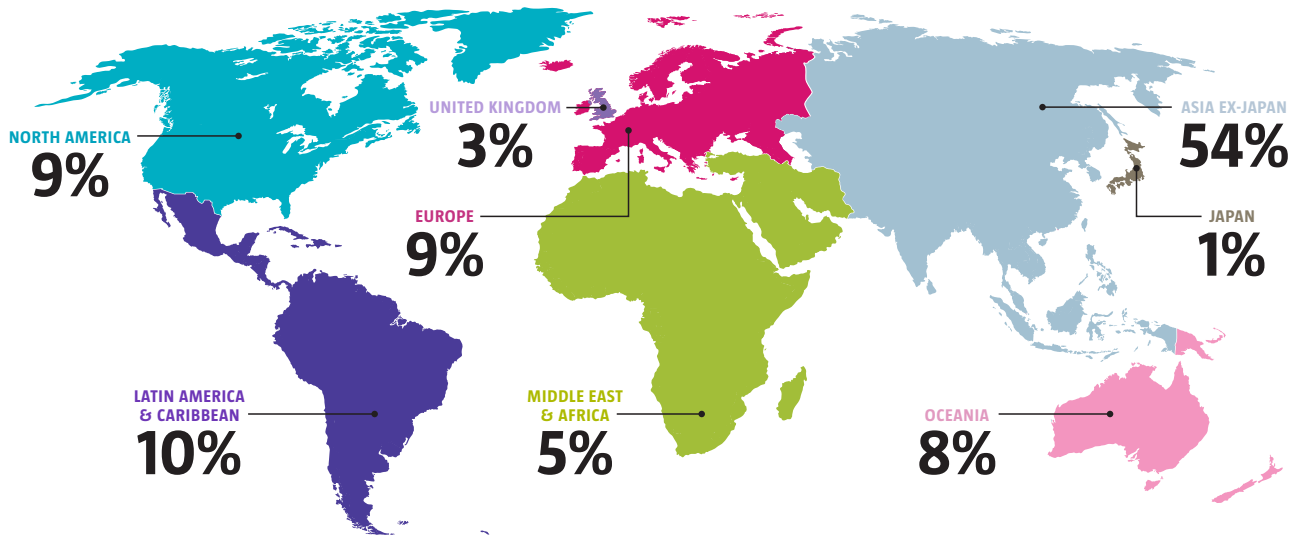 NORTH AMERICA
9%
UNITED KINGDOM
3%
EUROPE
9%
ASIA EX-JAPAN
54%
JAPAN
1%
LATIN AMERICA
& CARIBBEAN
10%
MIDDLE EAST
& AFRICA
5%
OCEANIA
8%